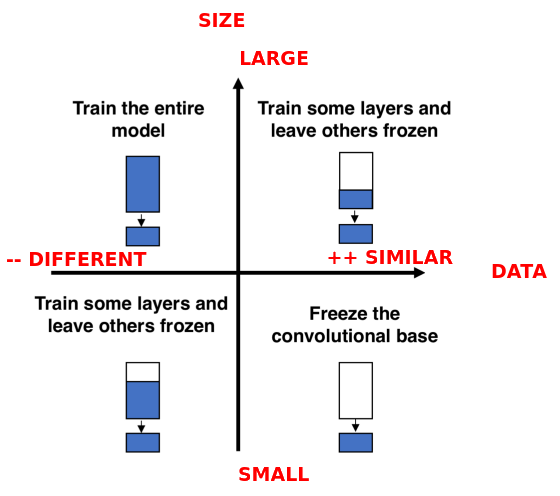 SIZE
LARGE
Train the entire
model
Train some layers and
leave others frozen
-- DIFFERENT
++ SIMILAR
DATA
Train some layers and
leave others frozen
Freeze the
convolutional base
SMALL